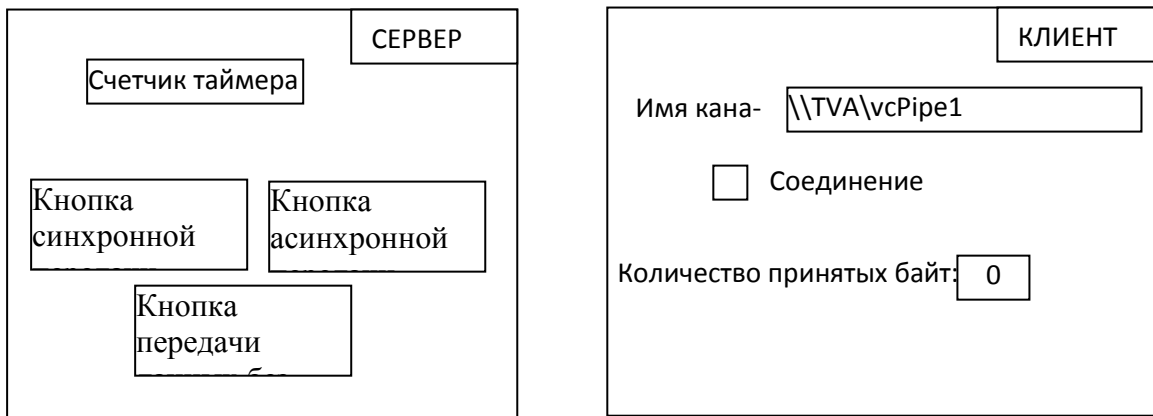 СЕРВЕР
Счетчик таймера
Кнопка
синхронной
Кнопка
асинхронной
Кнопка
передачи
КЛИЕНТ
Имя кана- \\TVA\vcPipe1
Соединение
Количество принятых байт: 0